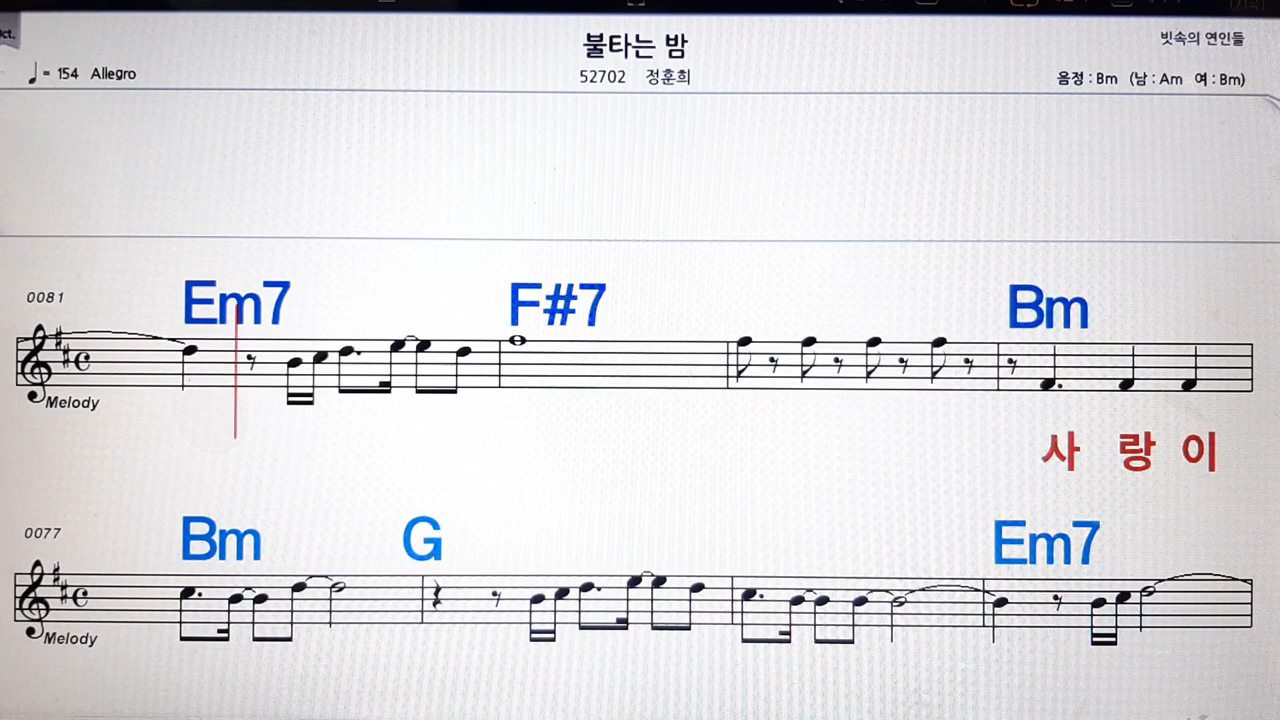 불타는 밤
빗속의 연인들
♩= 154 Allegro
52702 정훈희
음정 : Bm (남 : Am 여 : Bm)
0081
Em7 F#7 Bm
Melody
사 랑 이
0077
Bm G Em7
Melody